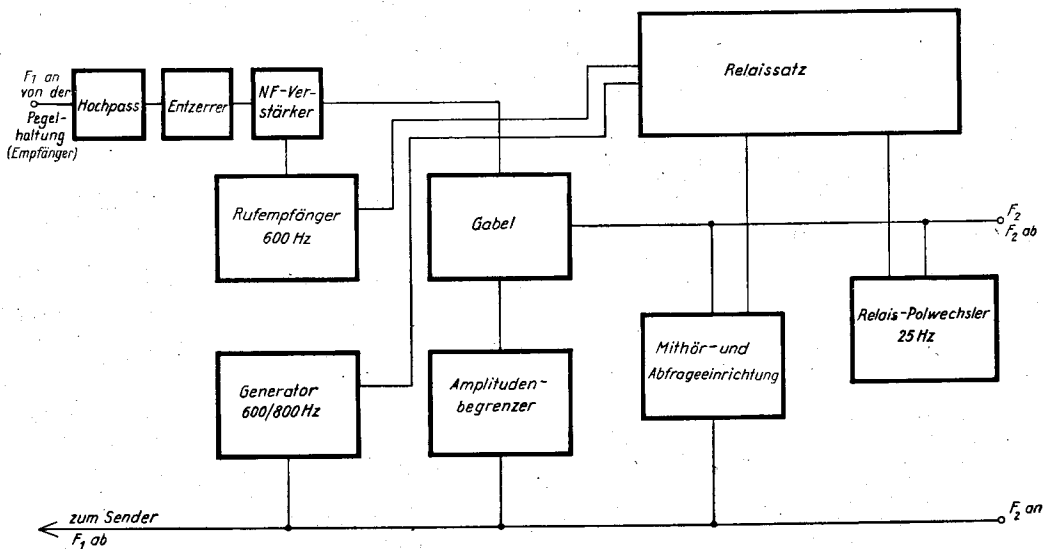 F1 an
von der
Pegel-
haltung
(Empfänger)
Hochpass
Entzerrer
NF-Ver-
stärker
Relaissatz
Rufempfänger
600 Hz
Gabel
F2
F2 ab
Relais-Polwechsler
25 Hz
Mithör- und
Abfrageeinrichtung
Generator
600/800 Hz
Amplituden-
begrenzer
zum Sender
F1 ab
F2 an